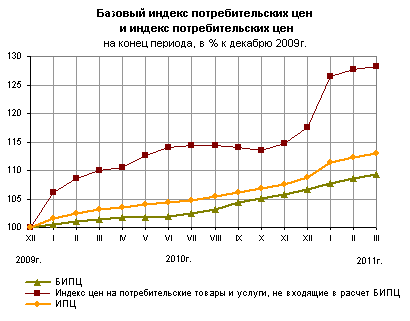 Базовый индекс потребительских цен
и индекс потребительских цен
на конец периода, в % к декабрю 2009г.
130
125
120
115
110
105
100
XII I II III IV V VI VII VIII IX X XI XII I II III
2009г. 2010г. 2011г.
БИПЦ
Индекс цен на потребительские товары и услуги, не входящие в расчет БИПЦ
ИПЦ